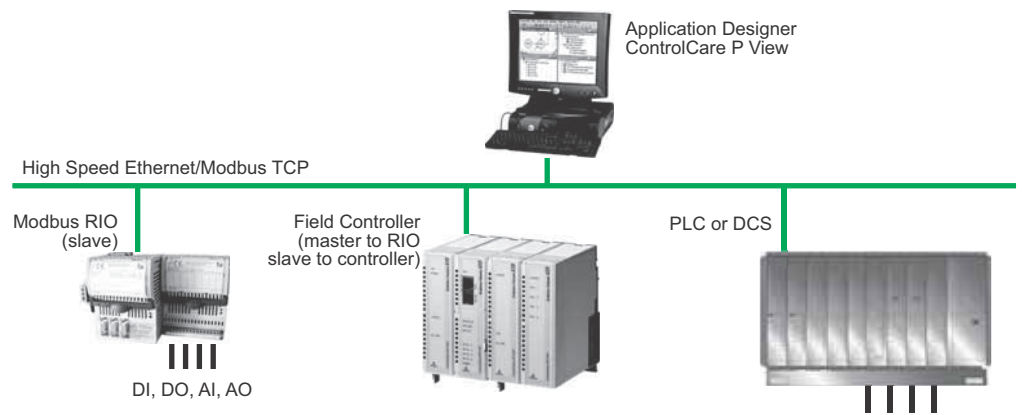 Application Designer
ControlCare P View
High Speed Ethernet/Modbus TCP
Modbus RIO
(slave)
Field Controller
(master to RIO
slave to controller)
PLC or DCS
DI, DO, AI, AO